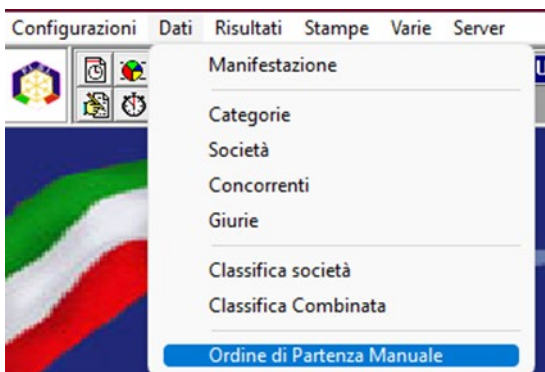 Configurazioni Dati Risultati Stampe Varie Server
Manifestazione
Categorie
Società
Concorrenti
Giurie
Classifica società
Classifica Combinata
Ordine di Partenza Manuale